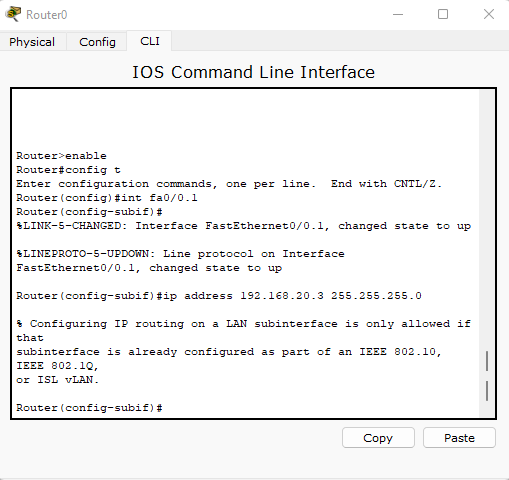 Router0
Physical Config CLI
IOS Command Line Interface
Router>enable
Router#config t
Enter configuration commands, one per line.  End with CNTL/Z.
Router(config)#int fa0/0.1
Router(config-subif)#
%LINK-5-CHANGED: Interface FastEthernet0/0.1, changed state to up
%LINEPROTO-5-UPDOWN: Line protocol on Interface
FastEthernet0/0.1, changed state to up
Router(config-subif)#ip address 192.168.20.3 255.255.255.0
% Configuring IP routing on a LAN subinterface is only allowed if
that
subinterface is already configured as part of an IEEE 802.10,
IEEE 802.1Q,
or ISL vLAN.
Router(config-subif)#
Copy Paste